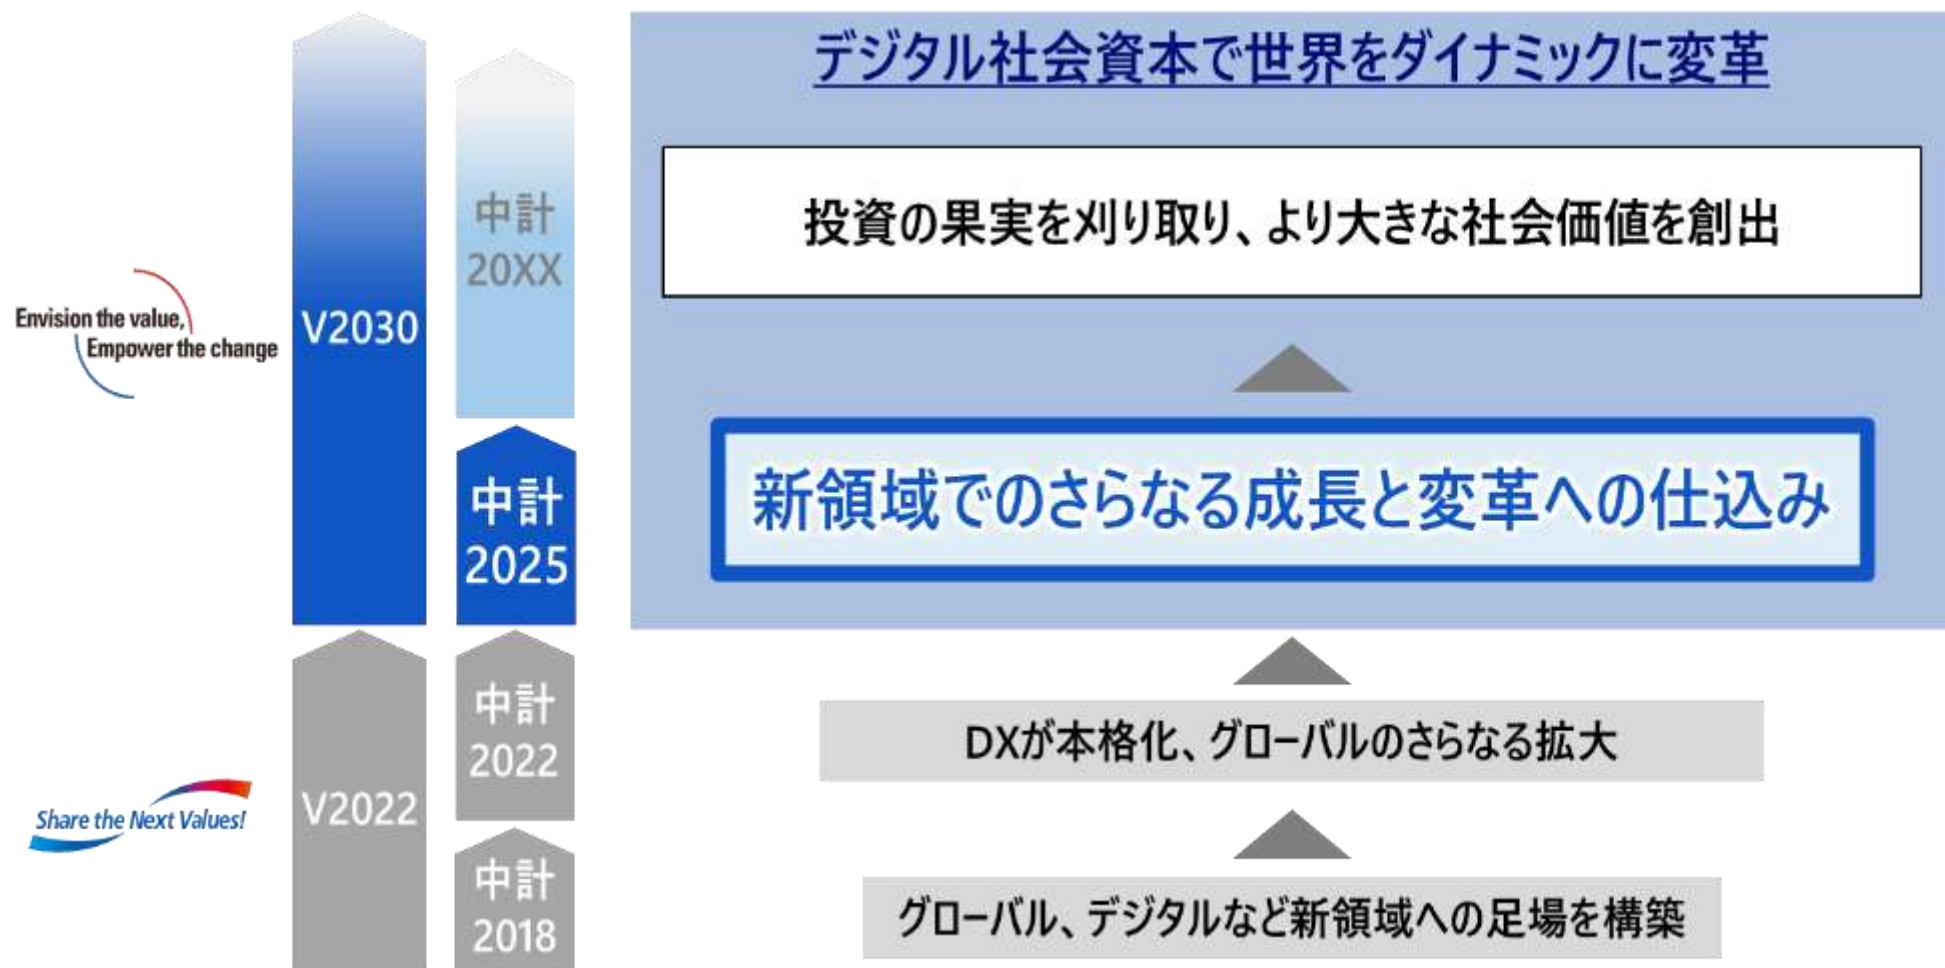 デジタル社会資本で世界をダイナミックに変革
投資の果実を刈り取り、より大きな社会価値を創出
新領域でのさらなる成長と変革への仕込み
DXが本格化、グローバルのさらなる拡大
グローバル、デジタルなど新領域への足場を構築
Envision the value,
Empower the change
V2030
中計
20XX
中計
2025
Share the Next Values!
V2022
中計
2022
中計
2018